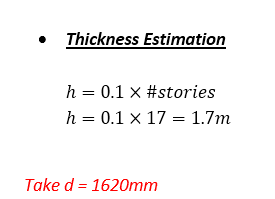 • Thickness Estimation
h = 0.1 × #stories
h = 0.1 × 17 = 1.7m
Take d = 1620mm